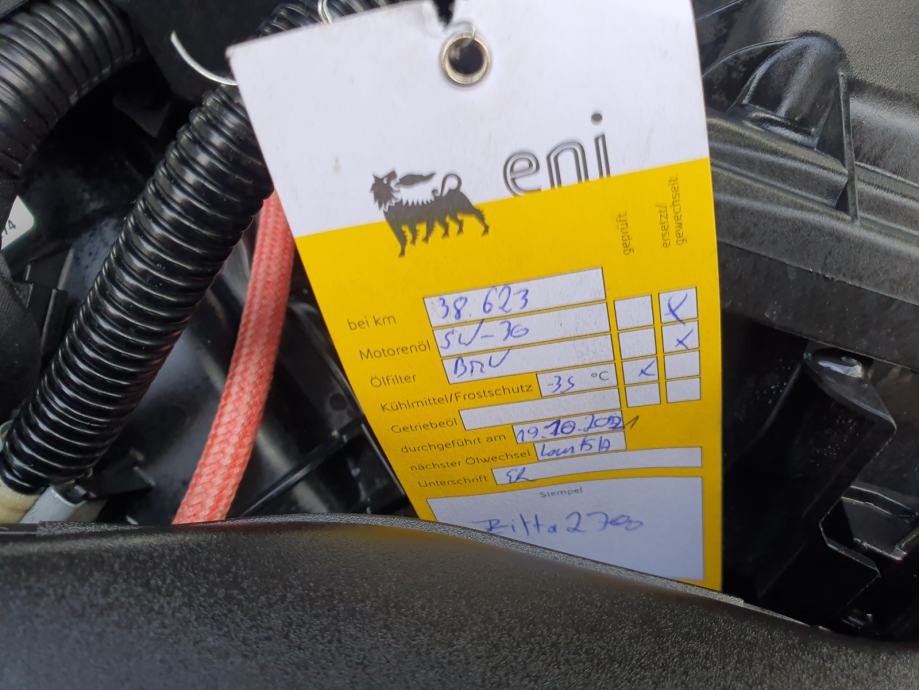 eni
geprüft
ersetzt/
gewechselt
bei km 38.623 X
Motorenöl 5W-30 X
Ölfilter BMW
Kühlmittel/Frostschutz -35 °C X
Getriebeöl
durchgeführt am 19.10.2021
nächster Ölwechsel
Unterschrift
Stempel